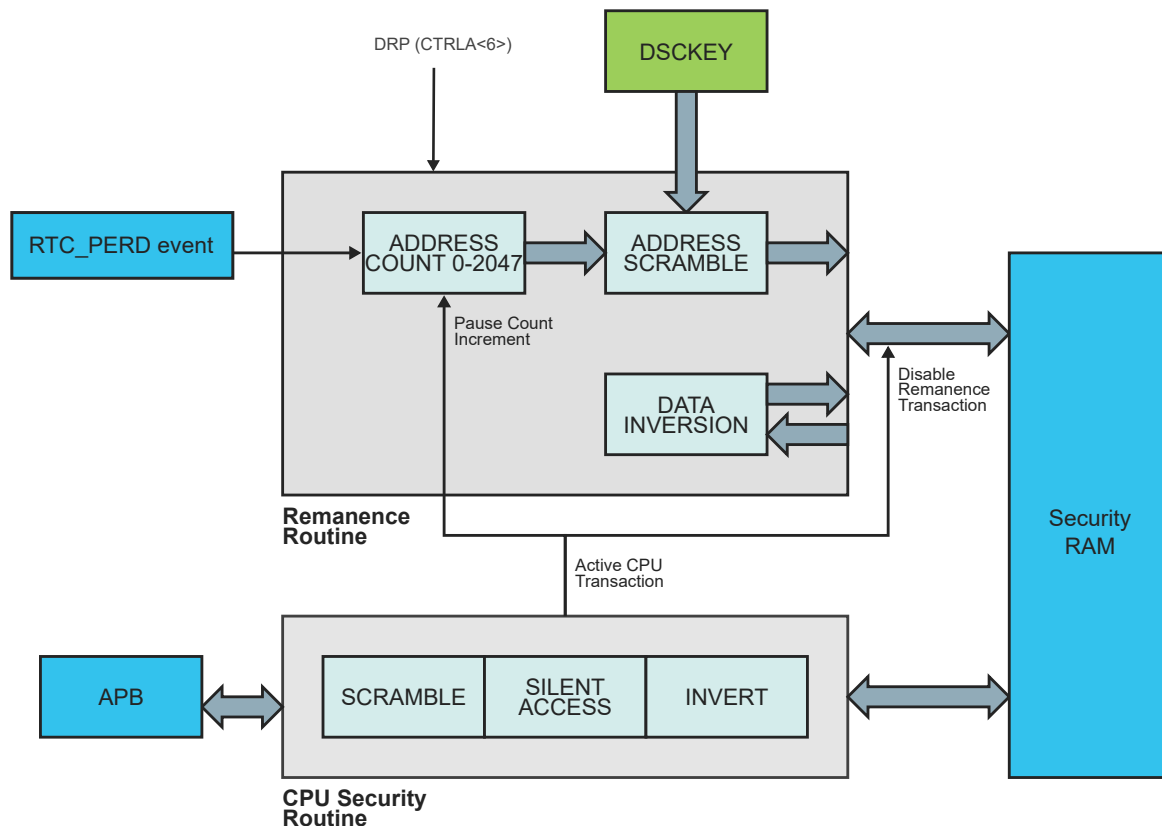 DRP (CTRLA<6>)
DSCKEY
RTC_PERD event
ADDRESS
COUNT 0-2047
ADDRESS
SCRAMBLE
Pause Count
Increment
Disable
Remanence
Transaction
DATA
INVERSION
Remanence
Routine
Security
RAM
Active CPU
Transaction
APB
SCRAMBLE
SILENT
ACCESS
INVERT
CPU Security
Routine